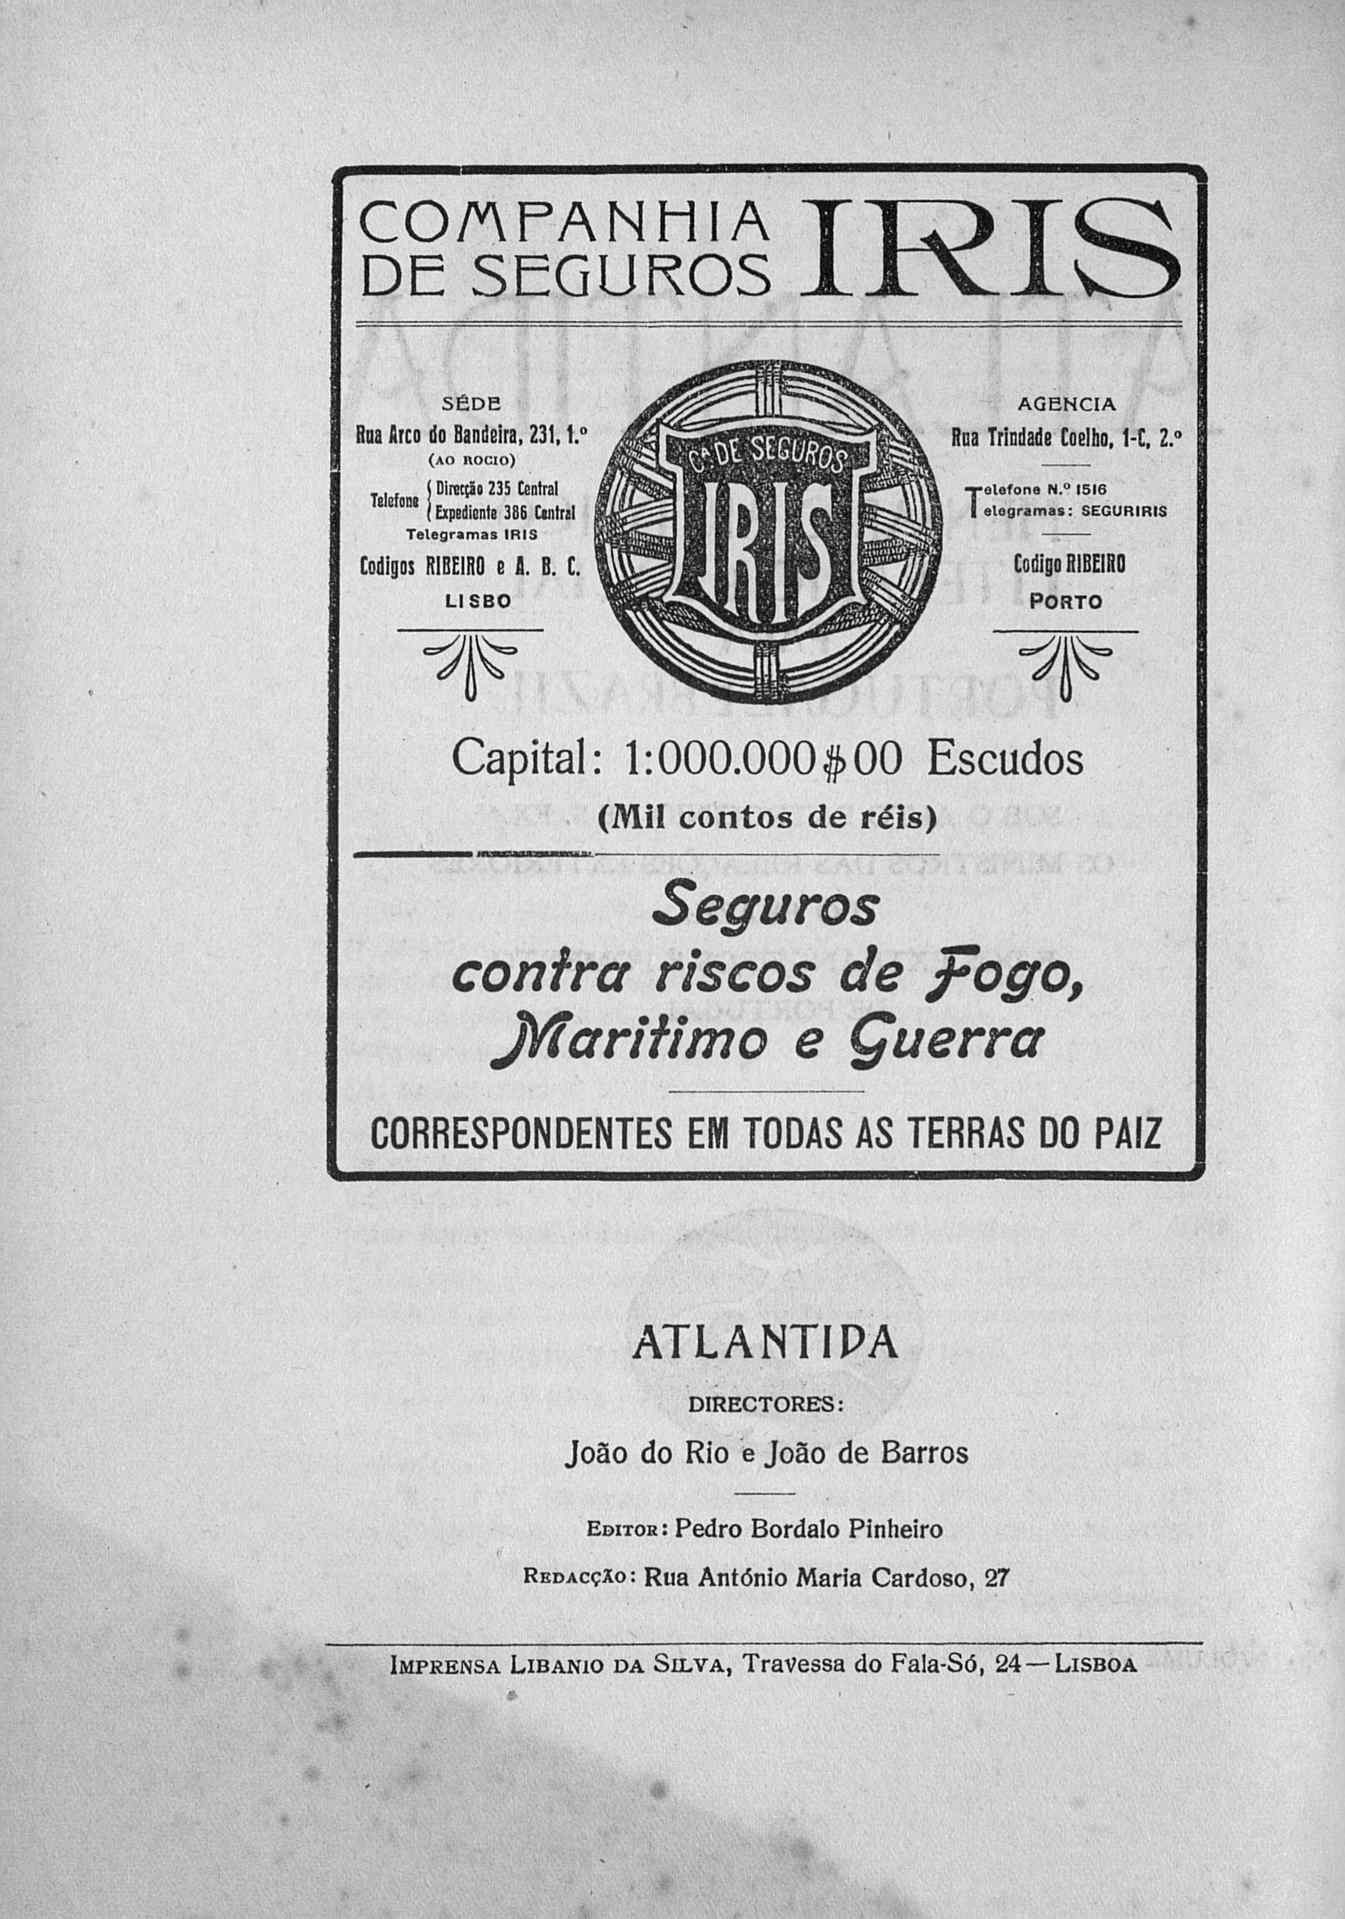 COMPANHIA
DE SEGUROS
IRIS
SÉDE
Rua Arco do Bandeira, 231, 1.º
(AO ROCIO)
Telefone { Direcção 235 Central
Expediente 386 Central
Telegramas IRIS
Codigos RIBEIRO e A. B. C.
LISBO
Cª DE SEGUROS
IRIS
AGENCIA
Rua Trindade Coelho, 1-C, 2.º
Telefone N.º 1516
Telegramas: SEGURIRIS
Codigo RIBEIRO
PORTO
Capital: 1:000.000$00 Escudos
(Mil contos de réis)
Seguros
contra riscos de Fogo,
Maritimo e Guerra
CORRESPONDENTES EM TODAS AS TERRAS DO PAIZ
ATLANTIDA
DIRECTORES:
João do Rio e João de Barros
EDITOR: Pedro Bordalo Pinheiro
REDACÇÃO: Rua António Maria Cardoso, 27
IMPRENSA LIBANIO DA SILVA, Travessa do Fala-Só, 24—LISBOA